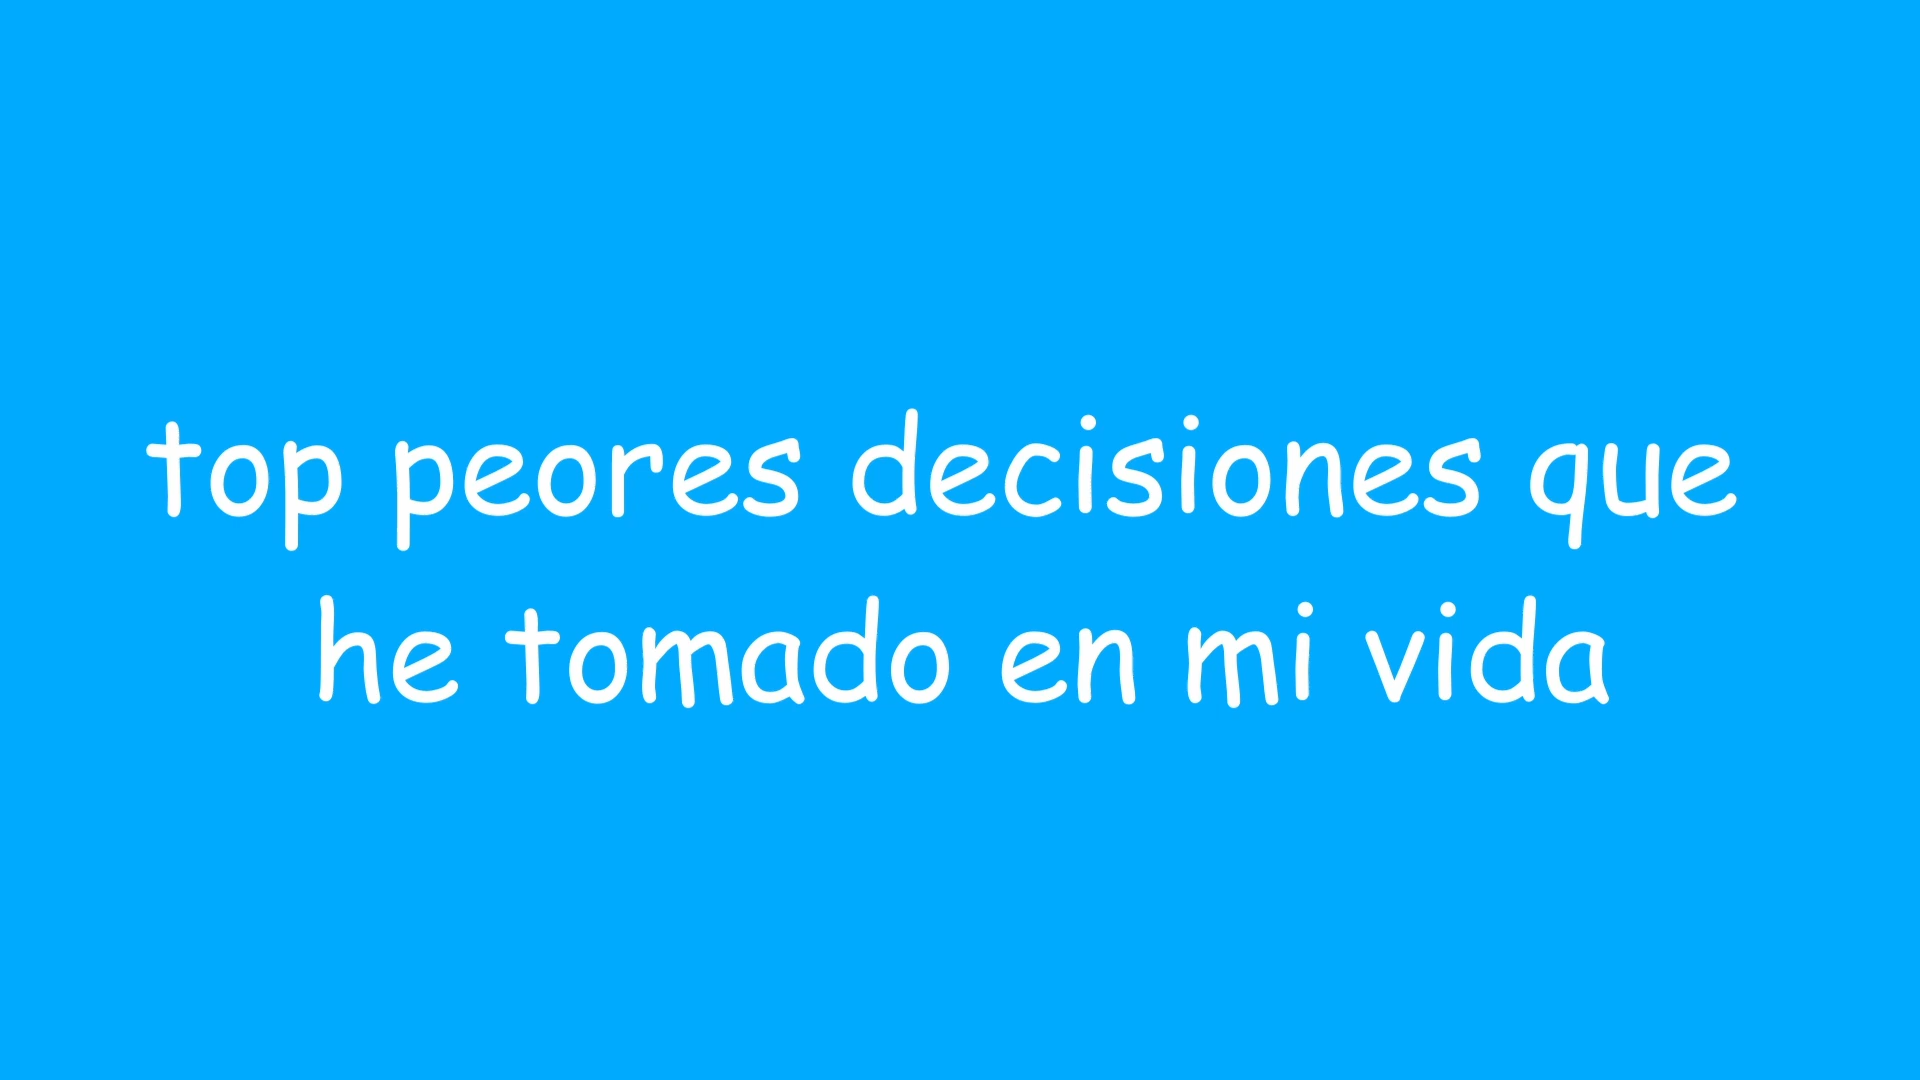 top peores decisiones que
he tomado en mi vida